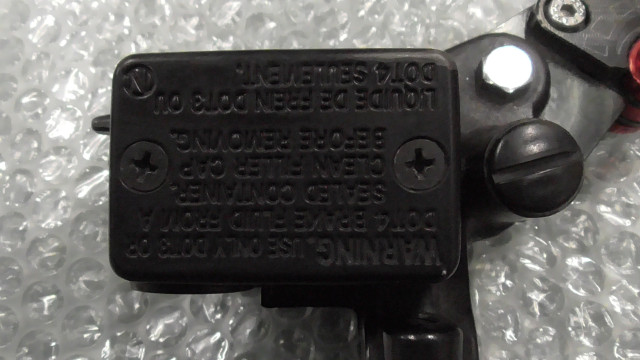 WARNING. USE ONLY DOT3 OR
DOT4 BRAKE FLUID FROM A
SEALED CONTAINER.
CLEAN FILLER CAP
BEFORE REMOVING.
LIQUIDE DE FREIN DOT3 OU
DOT4 SEULEMENT.